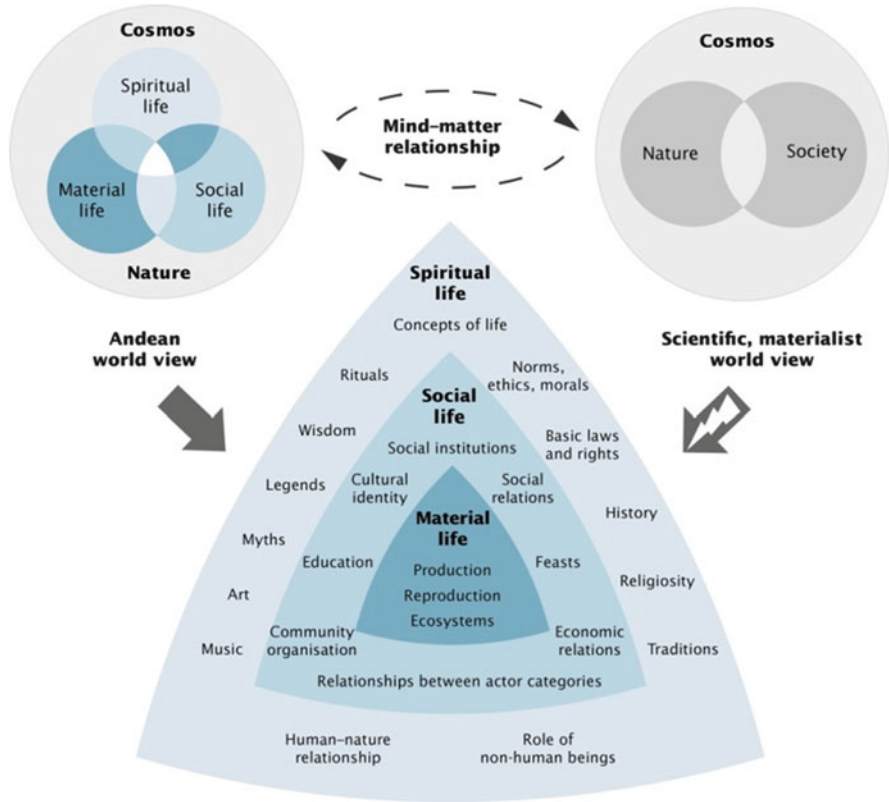 Cosmos
Spiritual
life
Material
life
Social
life
Nature
Mind–matter
relationship
Cosmos
Nature
Society
Andean
world view
Scientific, materialist
world view
Spiritual
life
Concepts of life
Rituals
Norms,
ethics, morals
Social
life
Wisdom
Social institutions
Basic laws
and rights
Legends
Cultural
identity
Social
relations
History
Material
life
Myths
Education
Production
Feasts
Reproduction
Religiosity
Art
Ecosystems
Music
Community
organisation
Economic
relations
Traditions
Relationships between actor categories
Human–nature
relationship
Role of
non-human beings